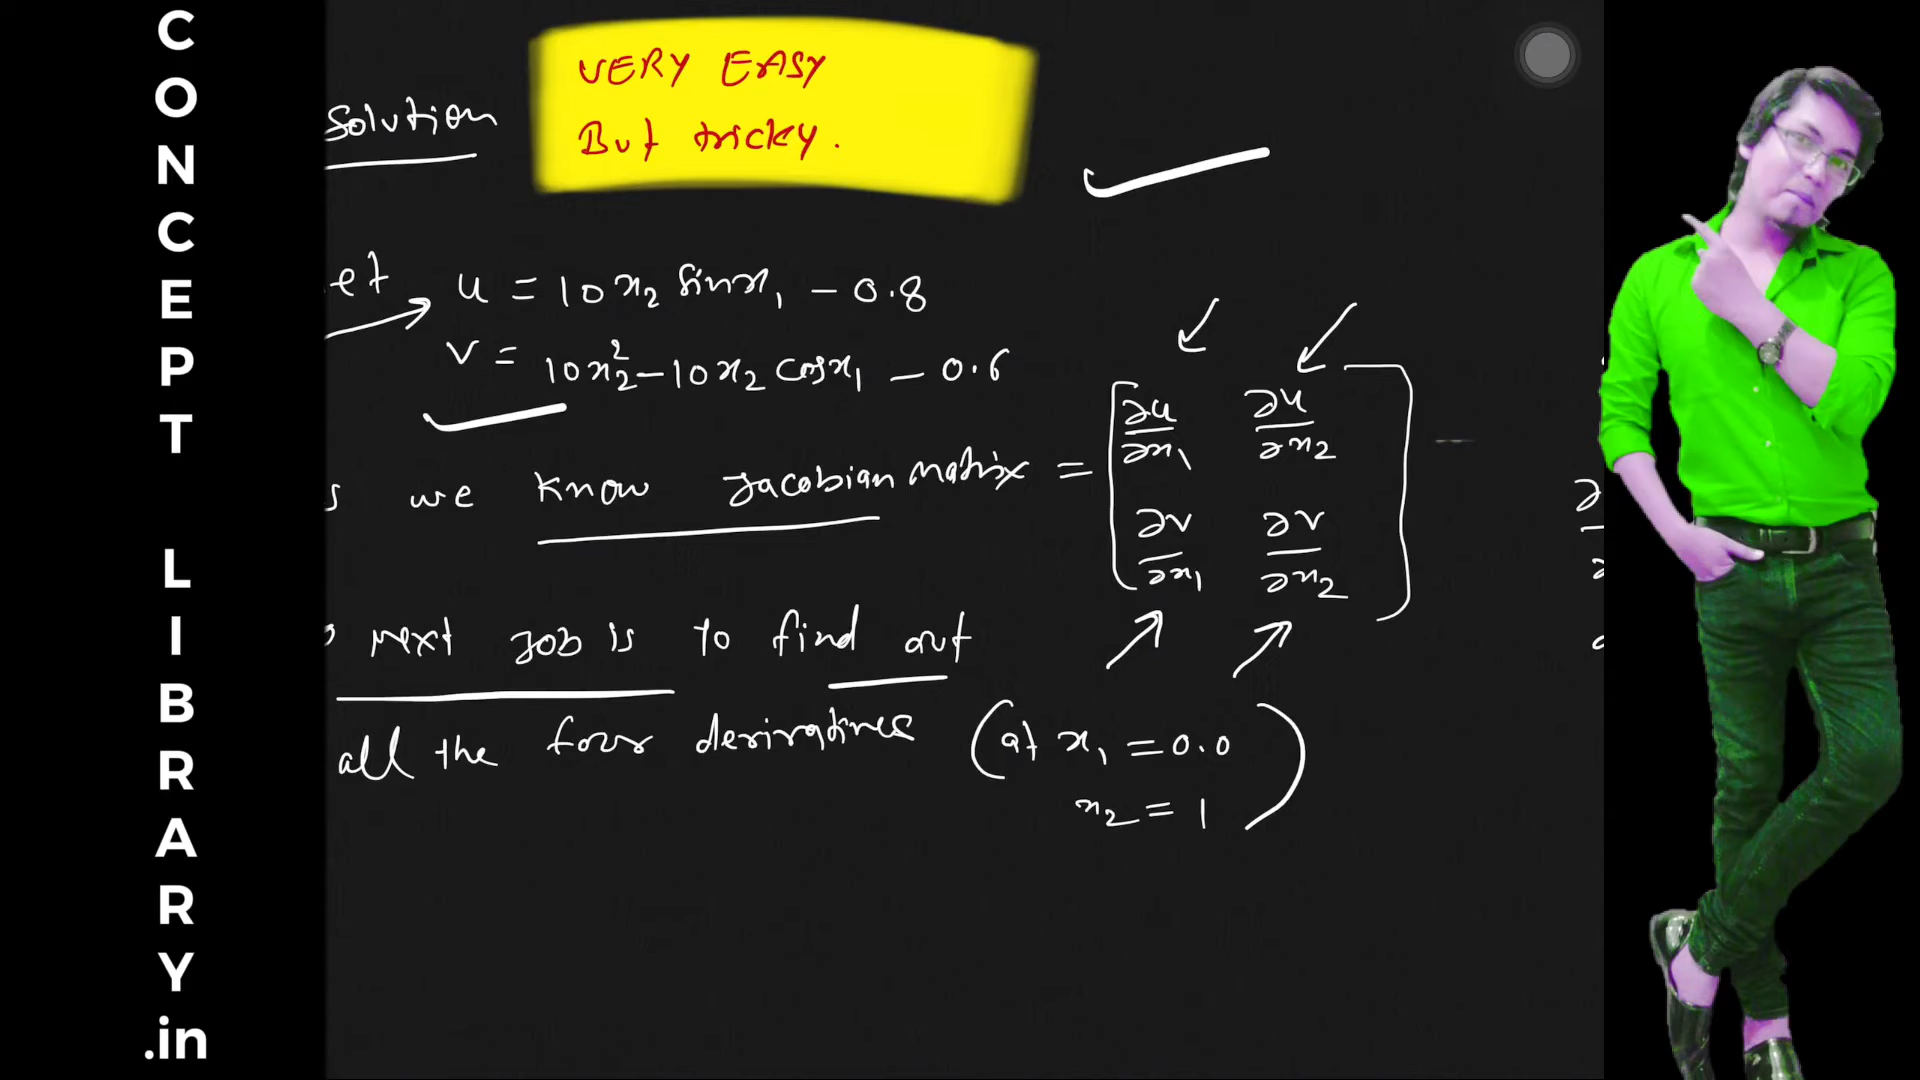 CONCEPT LIBRARY.in
VERY EASY
But tricky.
Solution
et u = 10x₂ sinx₁ − 0.8
v = 10x₂² − 10x₂ cosx₁ − 0.6
s we know Jacobian matrix = [ ∂u/∂x₁ ∂u/∂x₂
∂v/∂x₁ ∂v/∂x₂ ]
next job is to find out
all the four derivatives (at x₁ = 0.0
x₂ = 1)